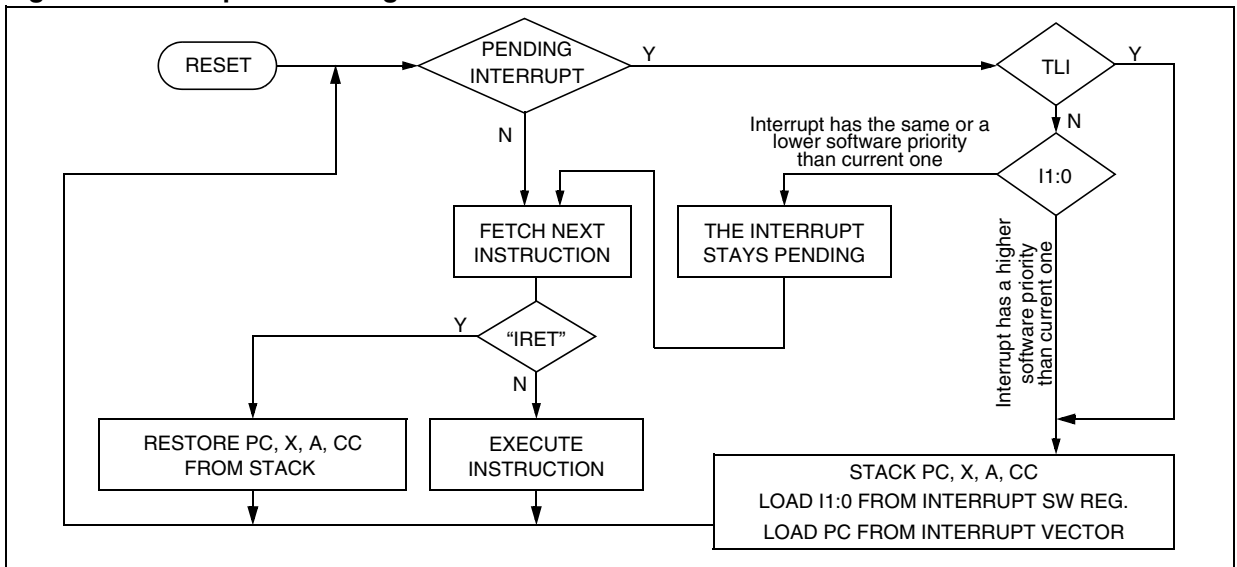 RESET
PENDING
INTERRUPT
Y
TLI
Y
N
N
Interrupt has the same or a
lower software priority
than current one
I1:0
FETCH NEXT
INSTRUCTION
THE INTERRUPT
STAYS PENDING
Interrupt has a higher
software priority
than current one
Y
“IRET”
N
RESTORE PC, X, A, CC
FROM STACK
EXECUTE
INSTRUCTION
STACK PC, X, A, CC
LOAD I1:0 FROM INTERRUPT SW REG.
LOAD PC FROM INTERRUPT VECTOR